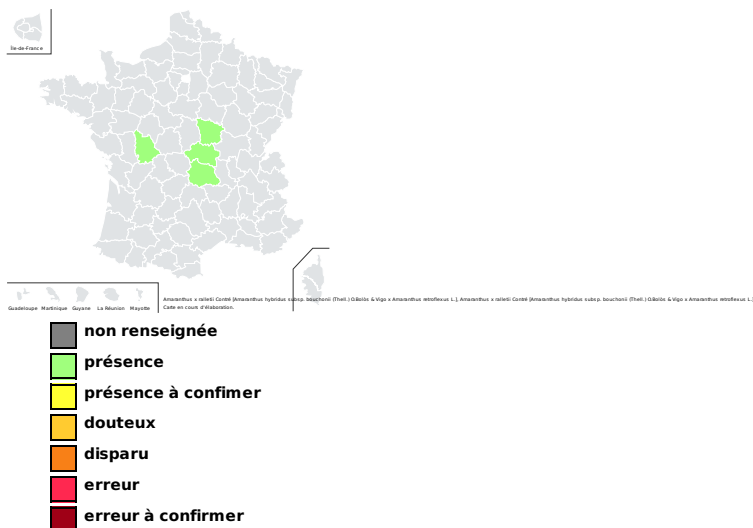 Île-de-France
Guadeloupe Martinique Guyane La Réunion Mayotte
Amaranthus x ralletii Contré [Amaranthus hybridus subsp. bouchonii (Thell.) O.Bolòs & Vigo x Amaranthus retroflexus L.], Amaranthus x ralletii Contré [Amaranthus hybridus subsp. bouchonii (Thell.) O.Bolòs & Vigo x Amaranthus retroflexus L.]
Carte en cours d'élaboration.
non renseignée
présence
présence à confimer
douteux
disparu
erreur
erreur à confirmer